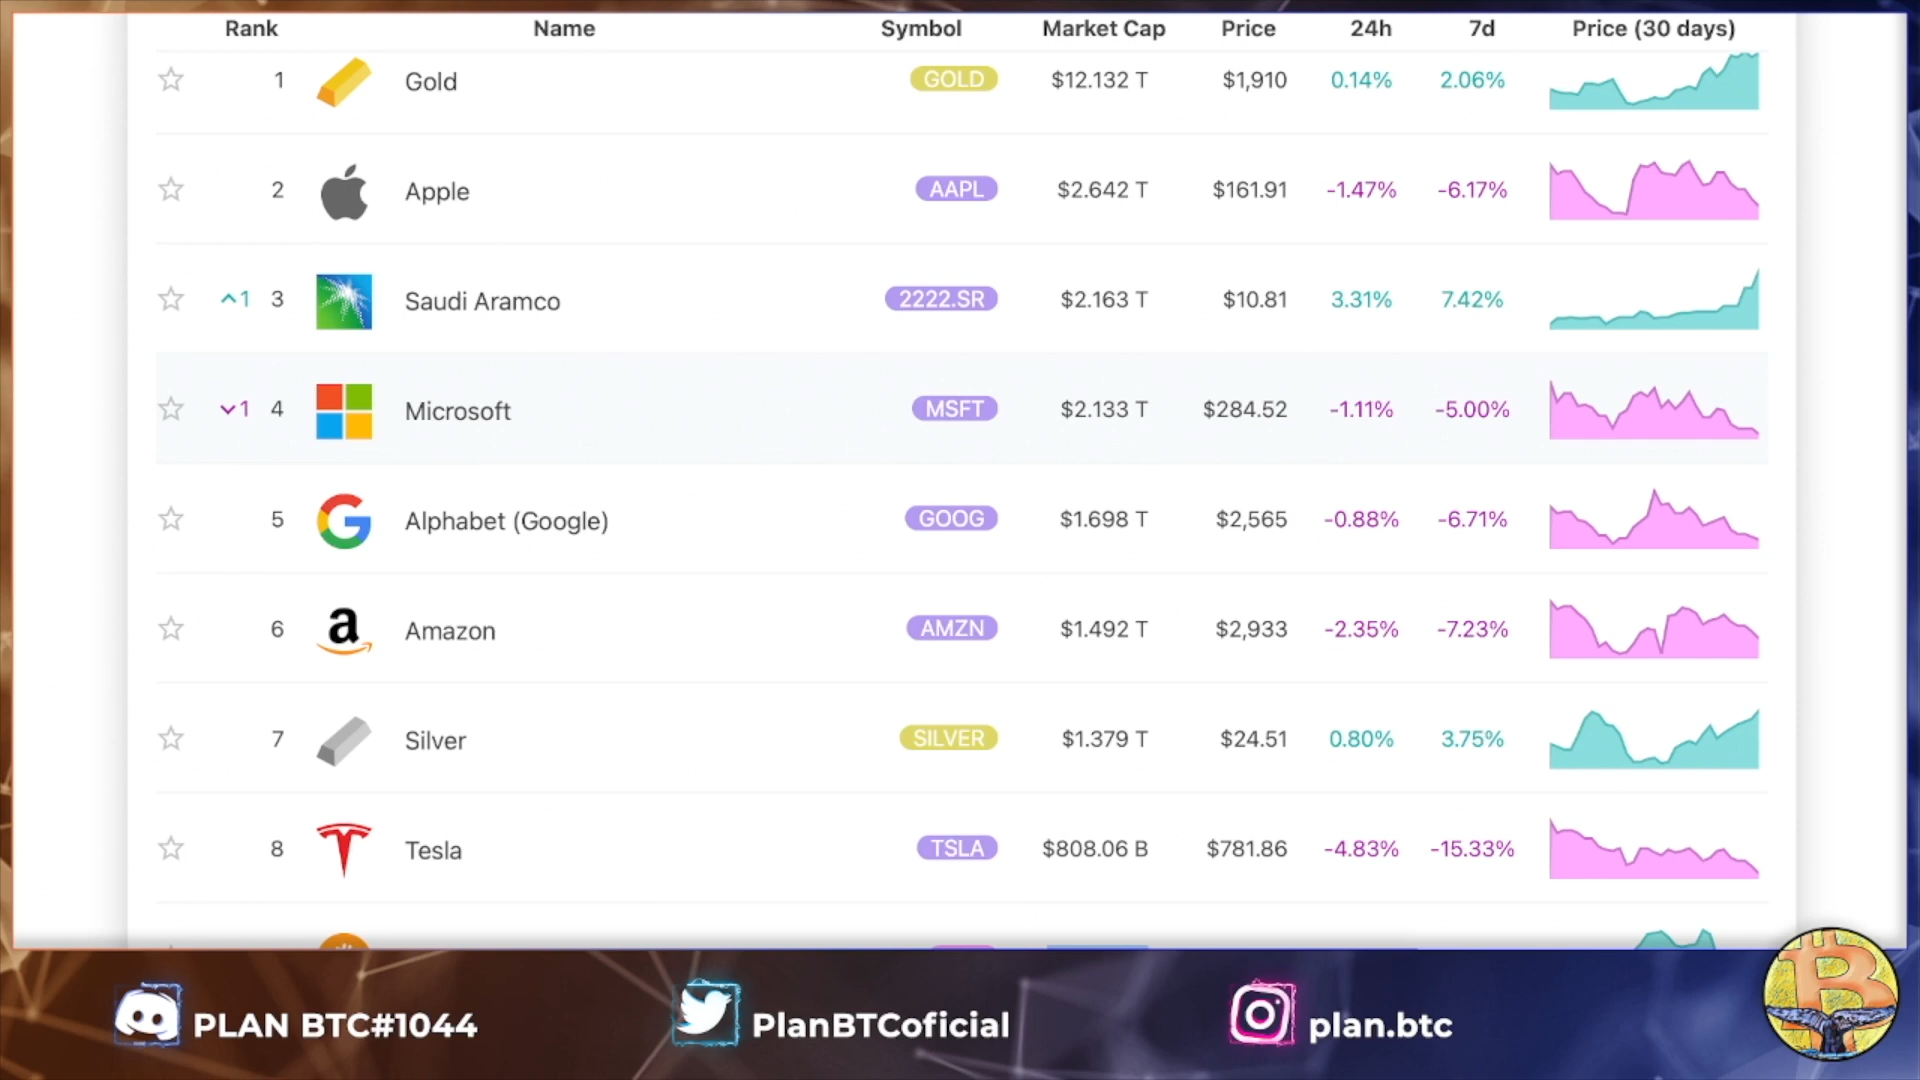 Rank Name Symbol Market Cap Price 24h 7d Price (30 days)
1 Gold GOLD $12.132 T $1,910 0.14% 2.06%
2 Apple AAPL $2.642 T $161.91 -1.47% -6.17%
1 3 Saudi Aramco 2222.SR $2.163 T $10.81 3.31% 7.42%
1 4 Microsoft MSFT $2.133 T $284.52 -1.11% -5.00%
5 Alphabet (Google) GOOG $1.698 T $2,565 -0.88% -6.71%
6 a Amazon AMZN $1.492 T $2,933 -2.35% -7.23%
7 Silver SILVER $1.379 T $24.51 0.80% 3.75%
8 Tesla TSLA $808.06 B $781.86 -4.83% -15.33%
PLAN BTC#1044 PlanBTCoficial plan.btc